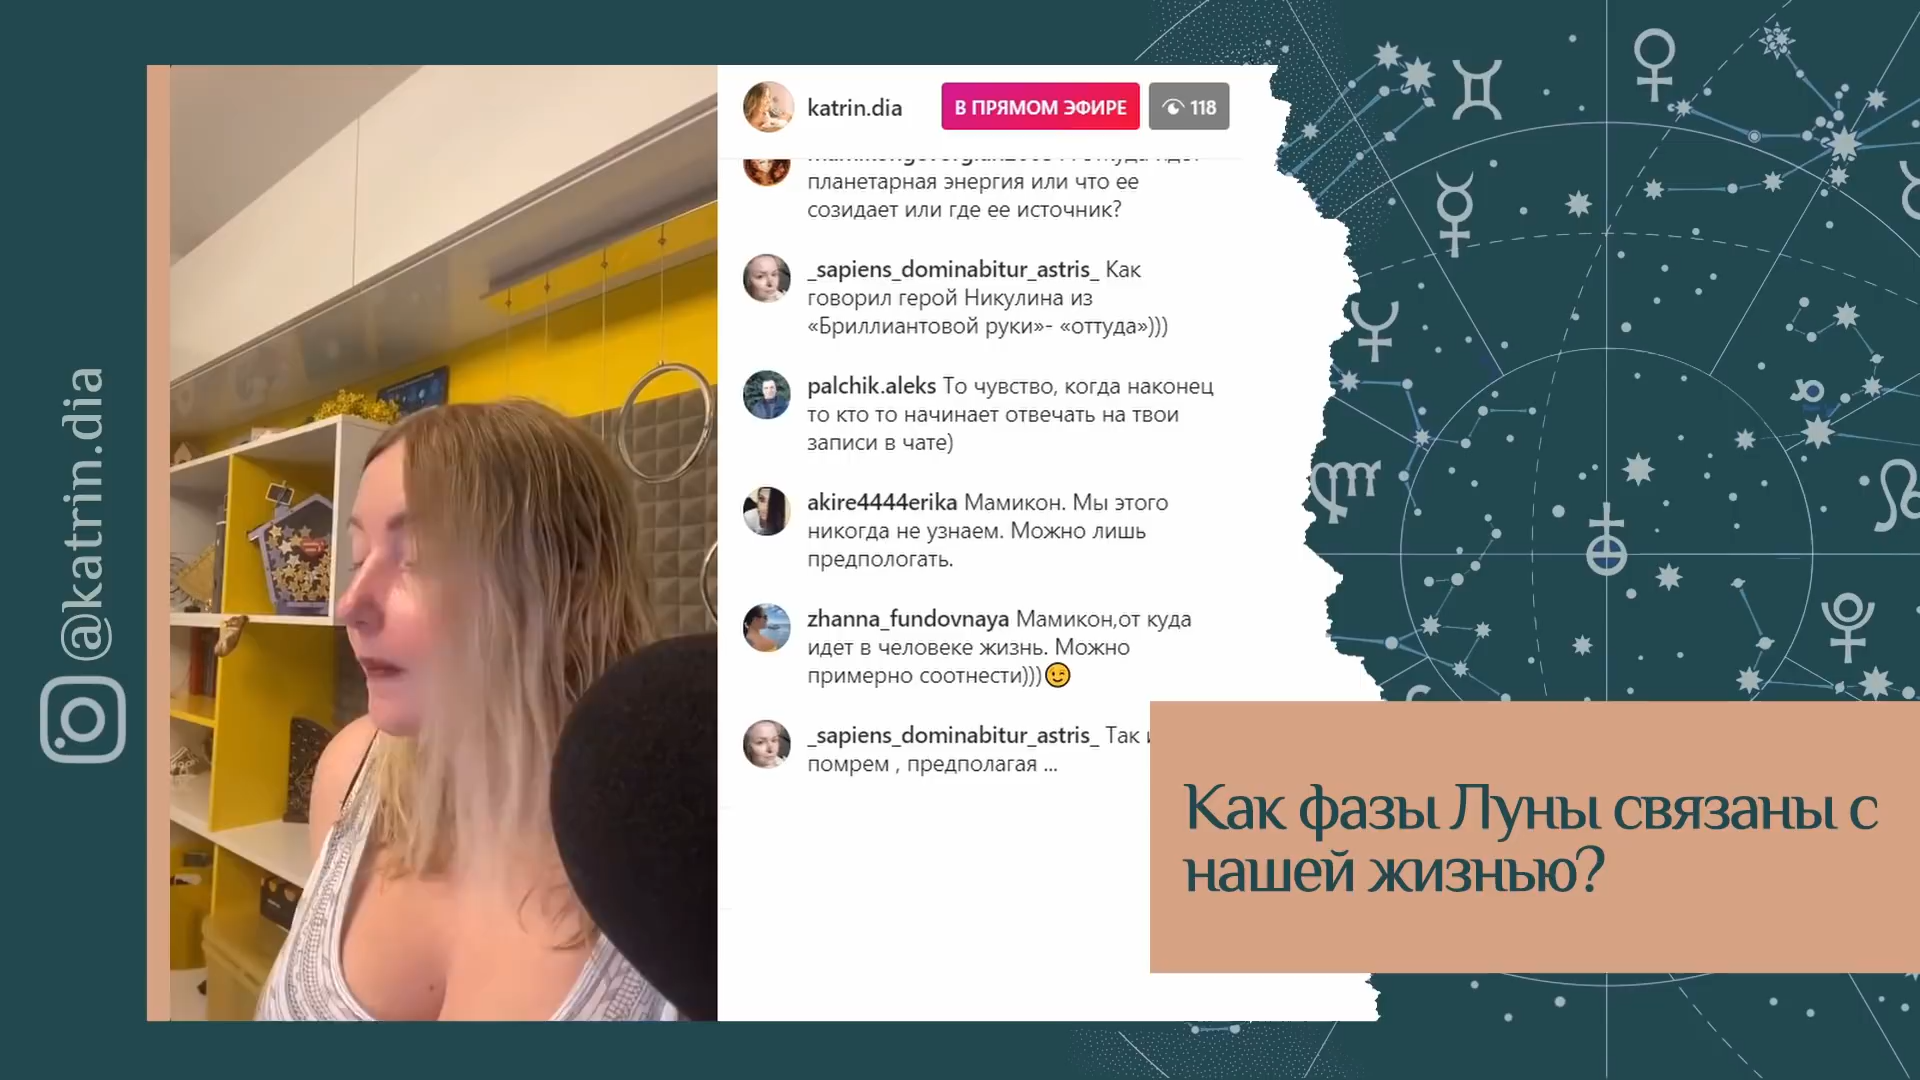 @katrin.dia
katrin.dia
В ПРЯМОМ ЭФИРЕ
118
планетарная энергия или что ее
созидает или где ее источник?
_sapiens_dominabitur_astris_ Как
говорил герой Никулина из
«Бриллиантовой руки»- «оттуда»)))
palchik.aleks То чувство, когда наконец
то кто то начинает отвечать на твои
записи в чате)
akire4444erika Мамикон. Мы этого
никогда не узнаем. Можно лишь
предпологать.
zhanna_fundovnaya Мамикон,от куда
идет в человеке жизнь. Можно
примерно соотнести)))😉
_sapiens_dominabitur_astris_ Так
помрем , предполагая ...
Как фазы Луны связаны с
нашей жизнью?